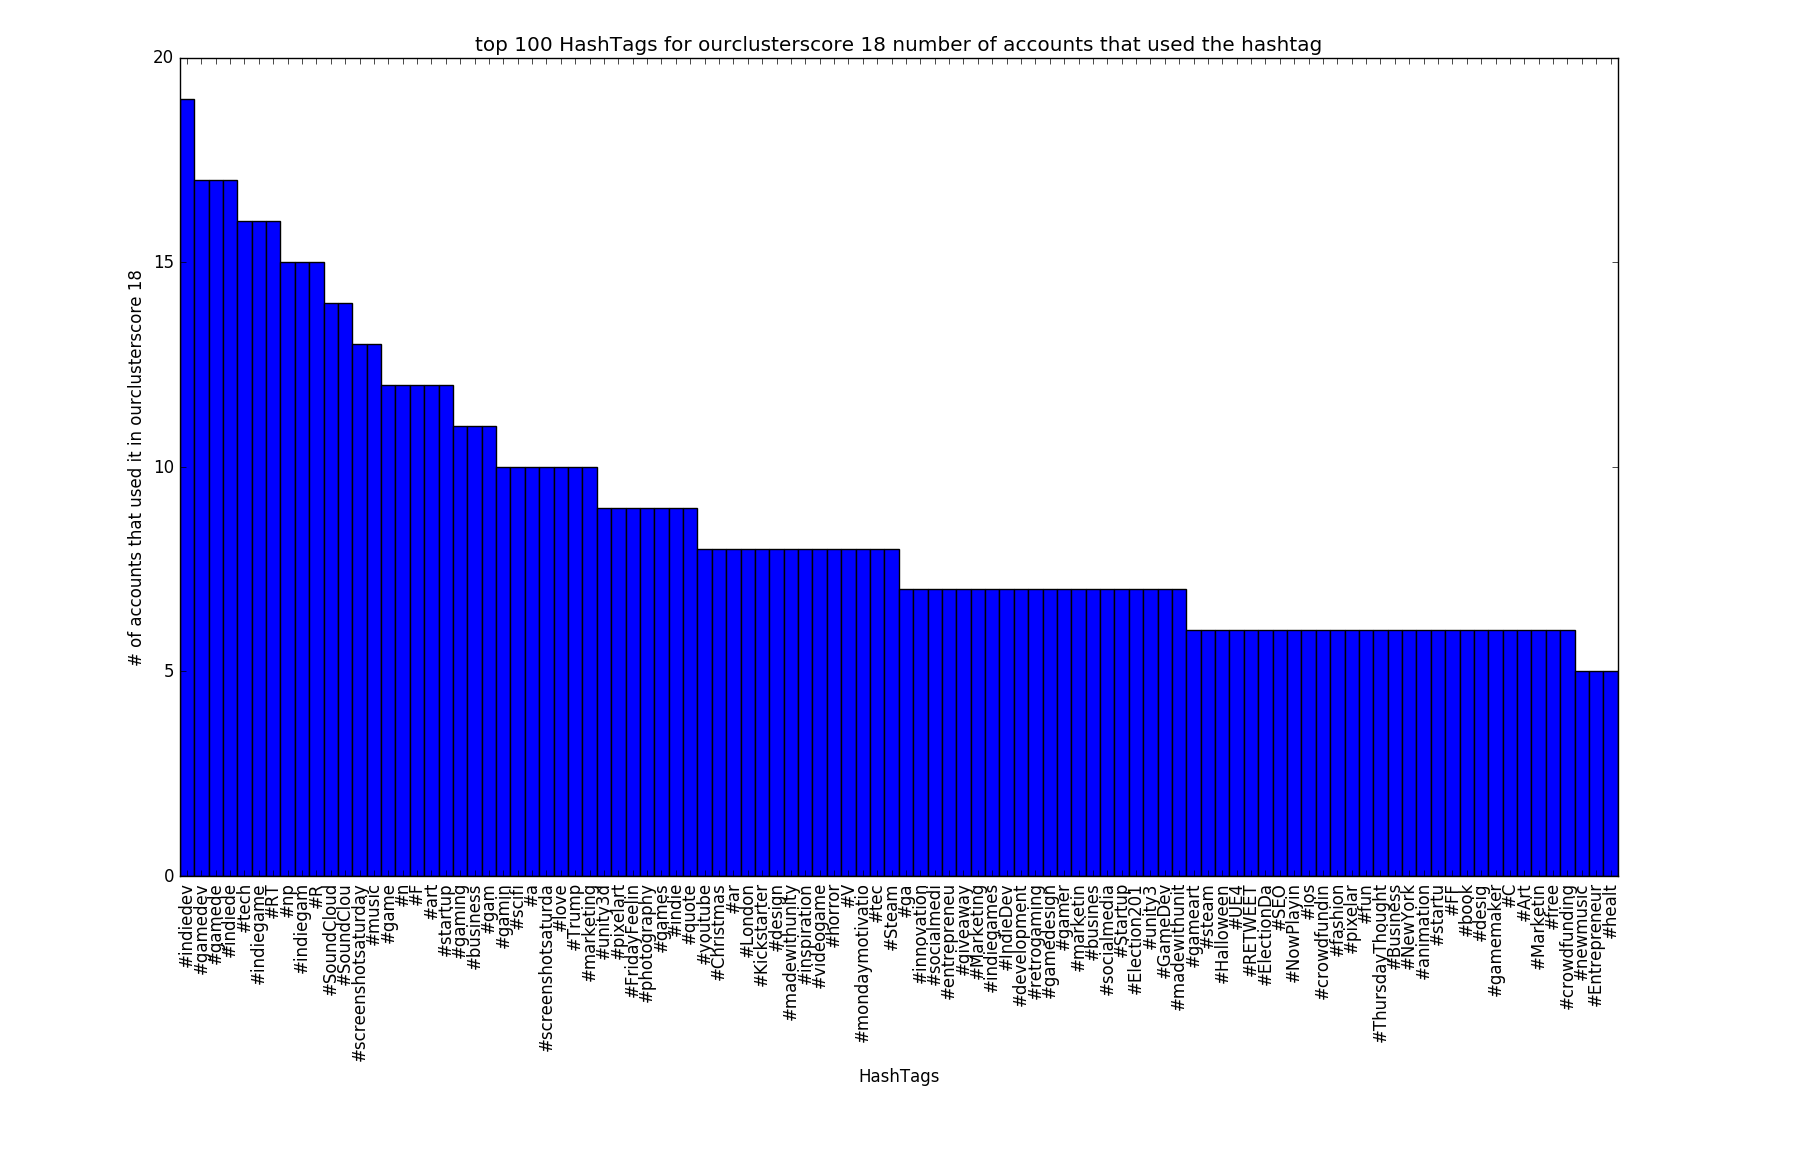 top 100 HashTags for ourclusterscore 18 number of accounts that used the hashtag
# of accounts that used it in ourclusterscore 18
20
15
10
5
0
#indiedev
#gamedev
#gamede
#indiede
#tech
#indiegame
#RT
#np
#indiegam
#R
#SoundCloud
#SoundClou
#screenshotsaturday
#music
#game
#n
#F
#art
#startup
#gaming
#business
#gam
#gamin
#scifi
#a
#screenshotsaturda
#love
#Trump
#marketing
#unity3d
#pixelart
#FridayFeelin
#photography
#games
#indie
#quote
#youtube
#Christmas
#ar
#London
#Kickstarter
#design
#madewithunity
#inspiration
#videogame
#horror
#V
#mondaymotivatio
#tec
#Steam
#ga
#innovation
#socialmedi
#entrepreneu
#giveaway
#Marketing
#indiegames
#IndieDev
#development
#retrogaming
#gamedesign
#gamer
#marketin
#busines
#socialmedia
#Startup
#Election201
#unity3
#GameDev
#madewithunit
#gameart
#steam
#Halloween
#UE4
#RETWEET
#ElectionDa
#SEO
#NowPlayin
#ios
#crowdfundin
#fashion
#pixelar
#fun
#ThursdayThought
#Business
#NewYork
#animation
#startu
#FF
#book
#desig
#gamemaker
#C
#Art
#Marketin
#free
#crowdfunding
#newmusic
#Entrepreneur
#healt
HashTags